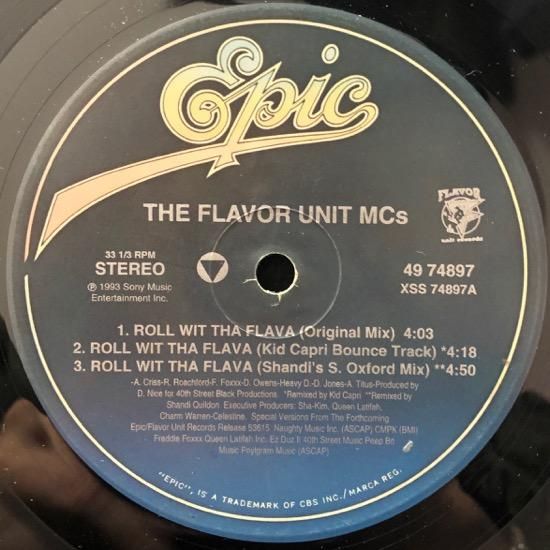 Epic
THE FLAVOR UNIT MCs
FLAVOR
unit records
33 1/3 RPM
STEREO
℗ 1993 Sony Music
Entertainment Inc.
49 74897
XSS 74897A
1. ROLL WIT THA FLAVA (Original Mix) 4:03
2. ROLL WIT THA FLAVA (Kid Capri Bounce Track) *4:18
3. ROLL WIT THA FLAVA (Shandi's S. Oxford Mix) **4:50
-A. Criss-R. Roachford-F. Foxxx-D. Owens-Heavy D.-D. Jones-A. Titus-Produced by
D. Nice for 40th Street Black Productions *Remixed by Kid Capri **Remixed by
Shandi Quildon. Executive Producers: Sha-Kim, Queen Latifah,
Charm Warren-Celestine. Special Versions From The Forthcoming
Epic/Flavor Unit Records Release 53615. Naughty Music Inc. (ASCAP) CMPK (BMI)
Freddie Foxxx Queen Latifah Inc. Ez Duz It 40th Street Music Peep Bo
Music Polygram Music (ASCAP)
"EPIC", IS A TRADEMARK OF CBS INC./MARCA REG.